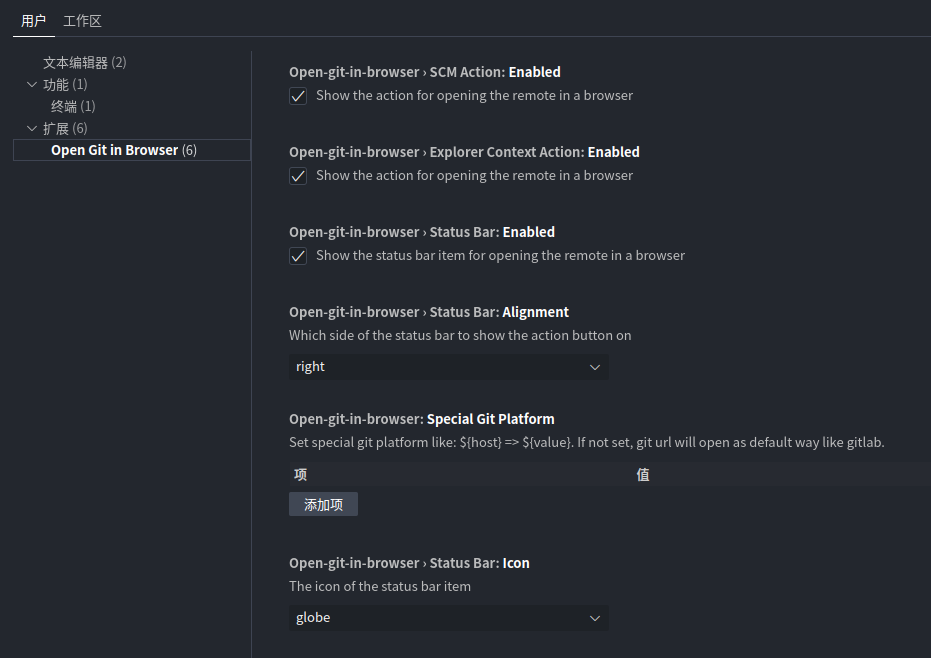 用户 工作区
文本编辑器 (2)
功能 (1)
终端 (1)
扩展 (6)
Open Git in Browser (6)
Open-git-in-browser › SCM Action: Enabled
Show the action for opening the remote in a browser
Open-git-in-browser › Explorer Context Action: Enabled
Show the action for opening the remote in a browser
Open-git-in-browser › Status Bar: Enabled
Show the status bar item for opening the remote in a browser
Open-git-in-browser › Status Bar: Alignment
Which side of the status bar to show the action button on
right
Open-git-in-browser: Special Git Platform
Set special git platform like: ${host} => ${value}. If not set, git url will open as default way like gitlab.
项 值
添加项
Open-git-in-browser › Status Bar: Icon
The icon of the status bar item
globe